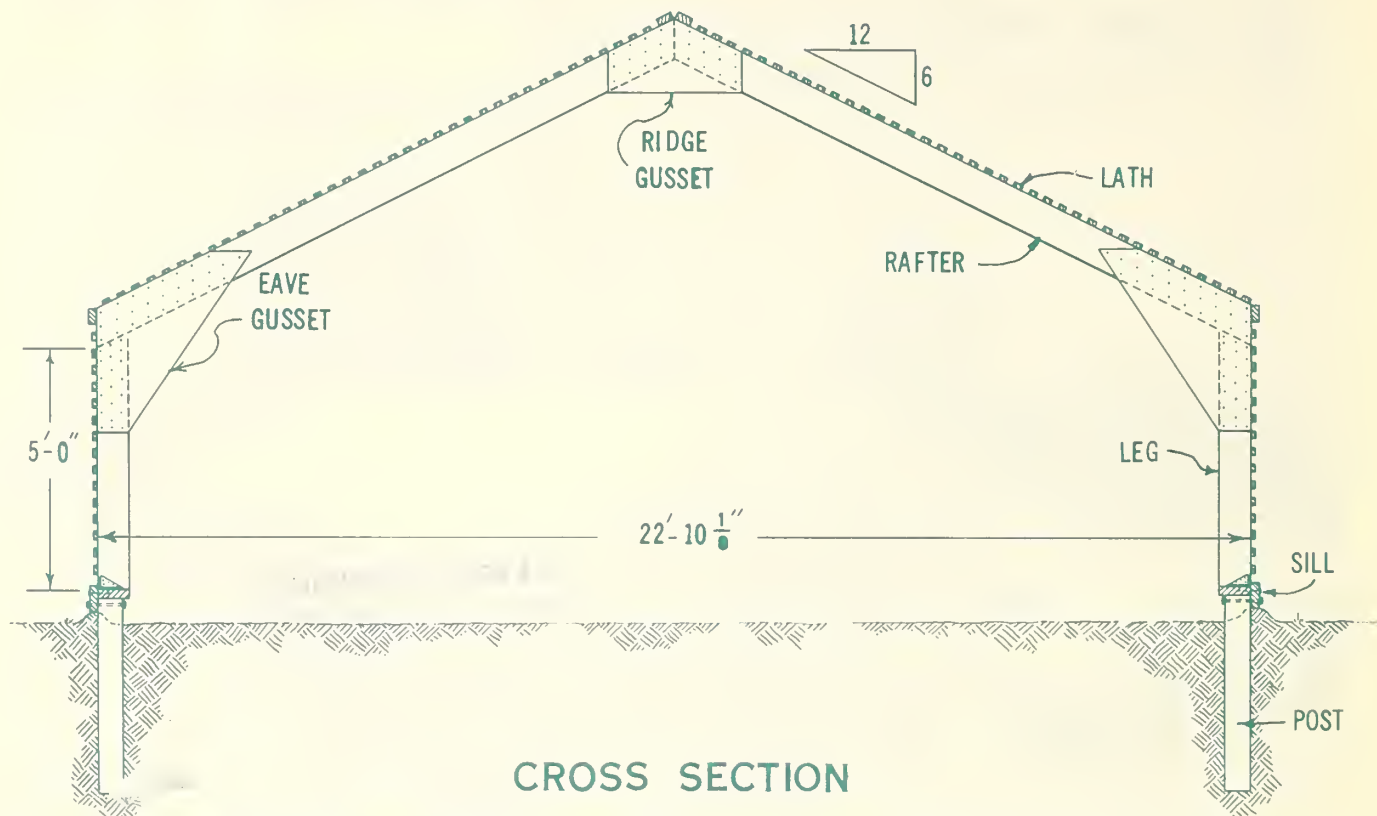 12
6
RIDGE
GUSSET
LATH
RAFTER
EAVE
GUSSET
5'-0"
LEG
22'-10 1/8"
SILL
POST
CROSS SECTION